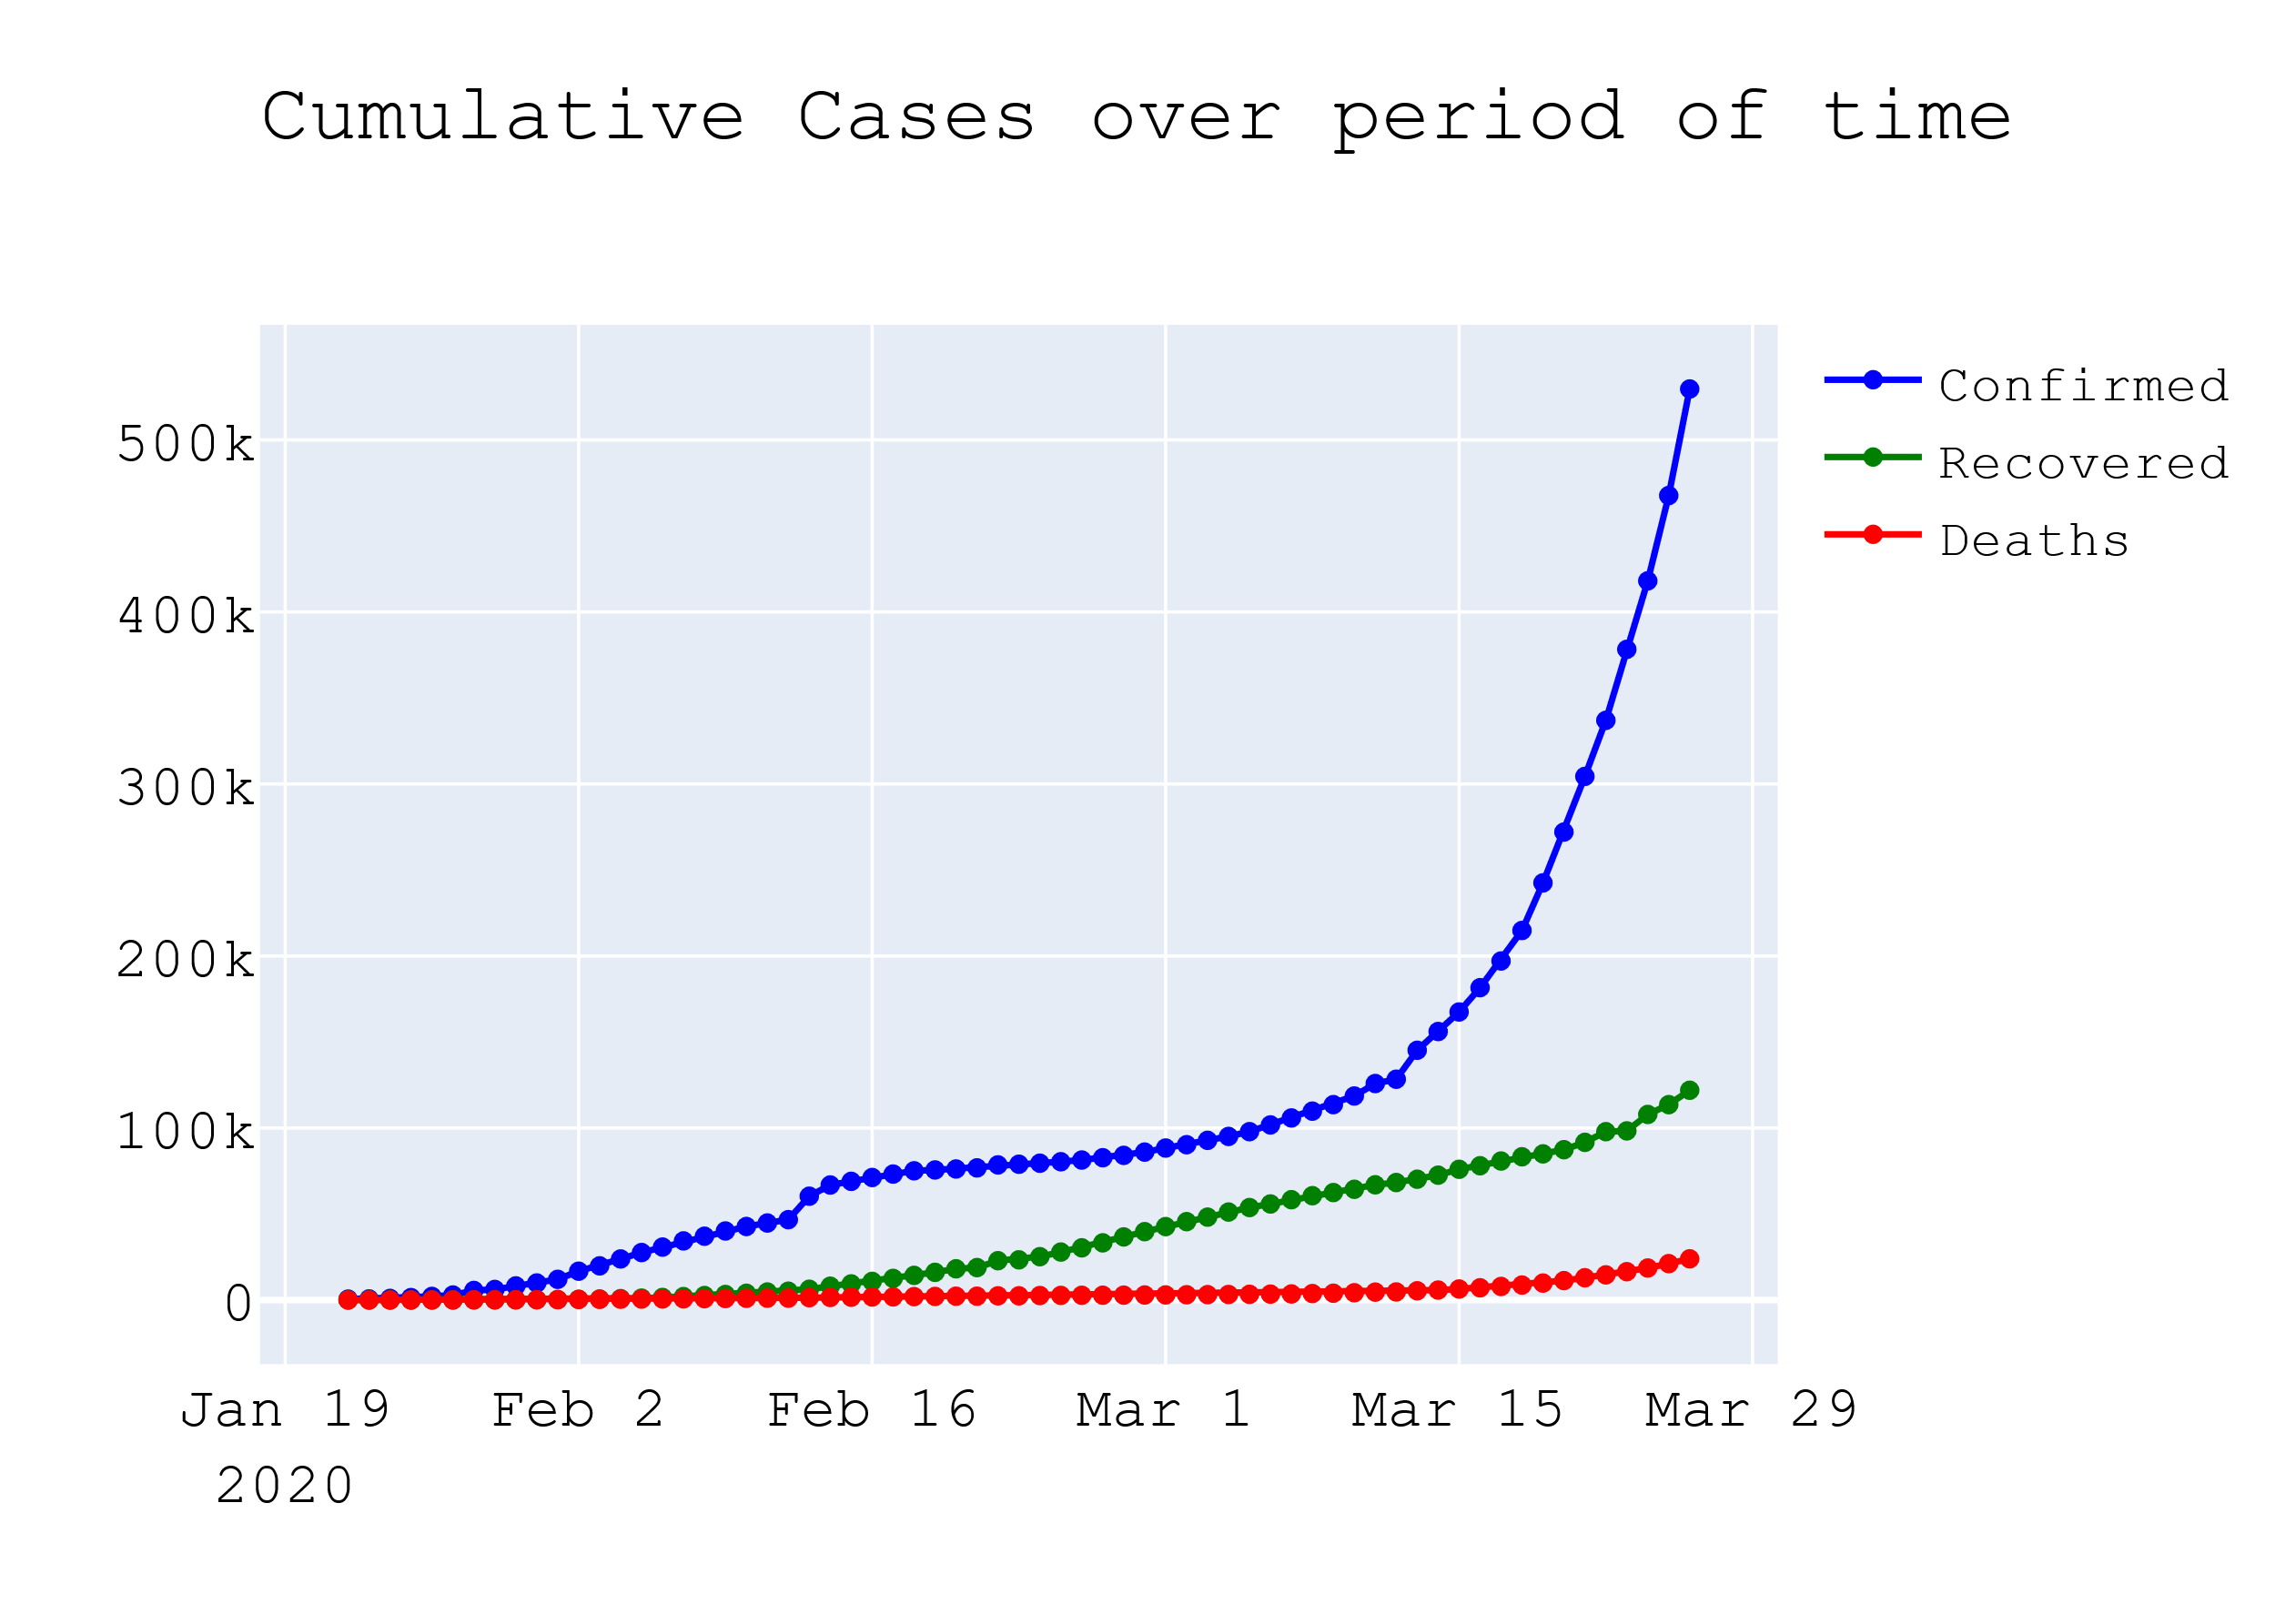 Cumulative Cases over period of time
Confirmed
Recovered
Deaths
500k
400k
300k
200k
100k
0
Jan 19 Feb 2 Feb 16 Mar 1 Mar 15 Mar 29
2020